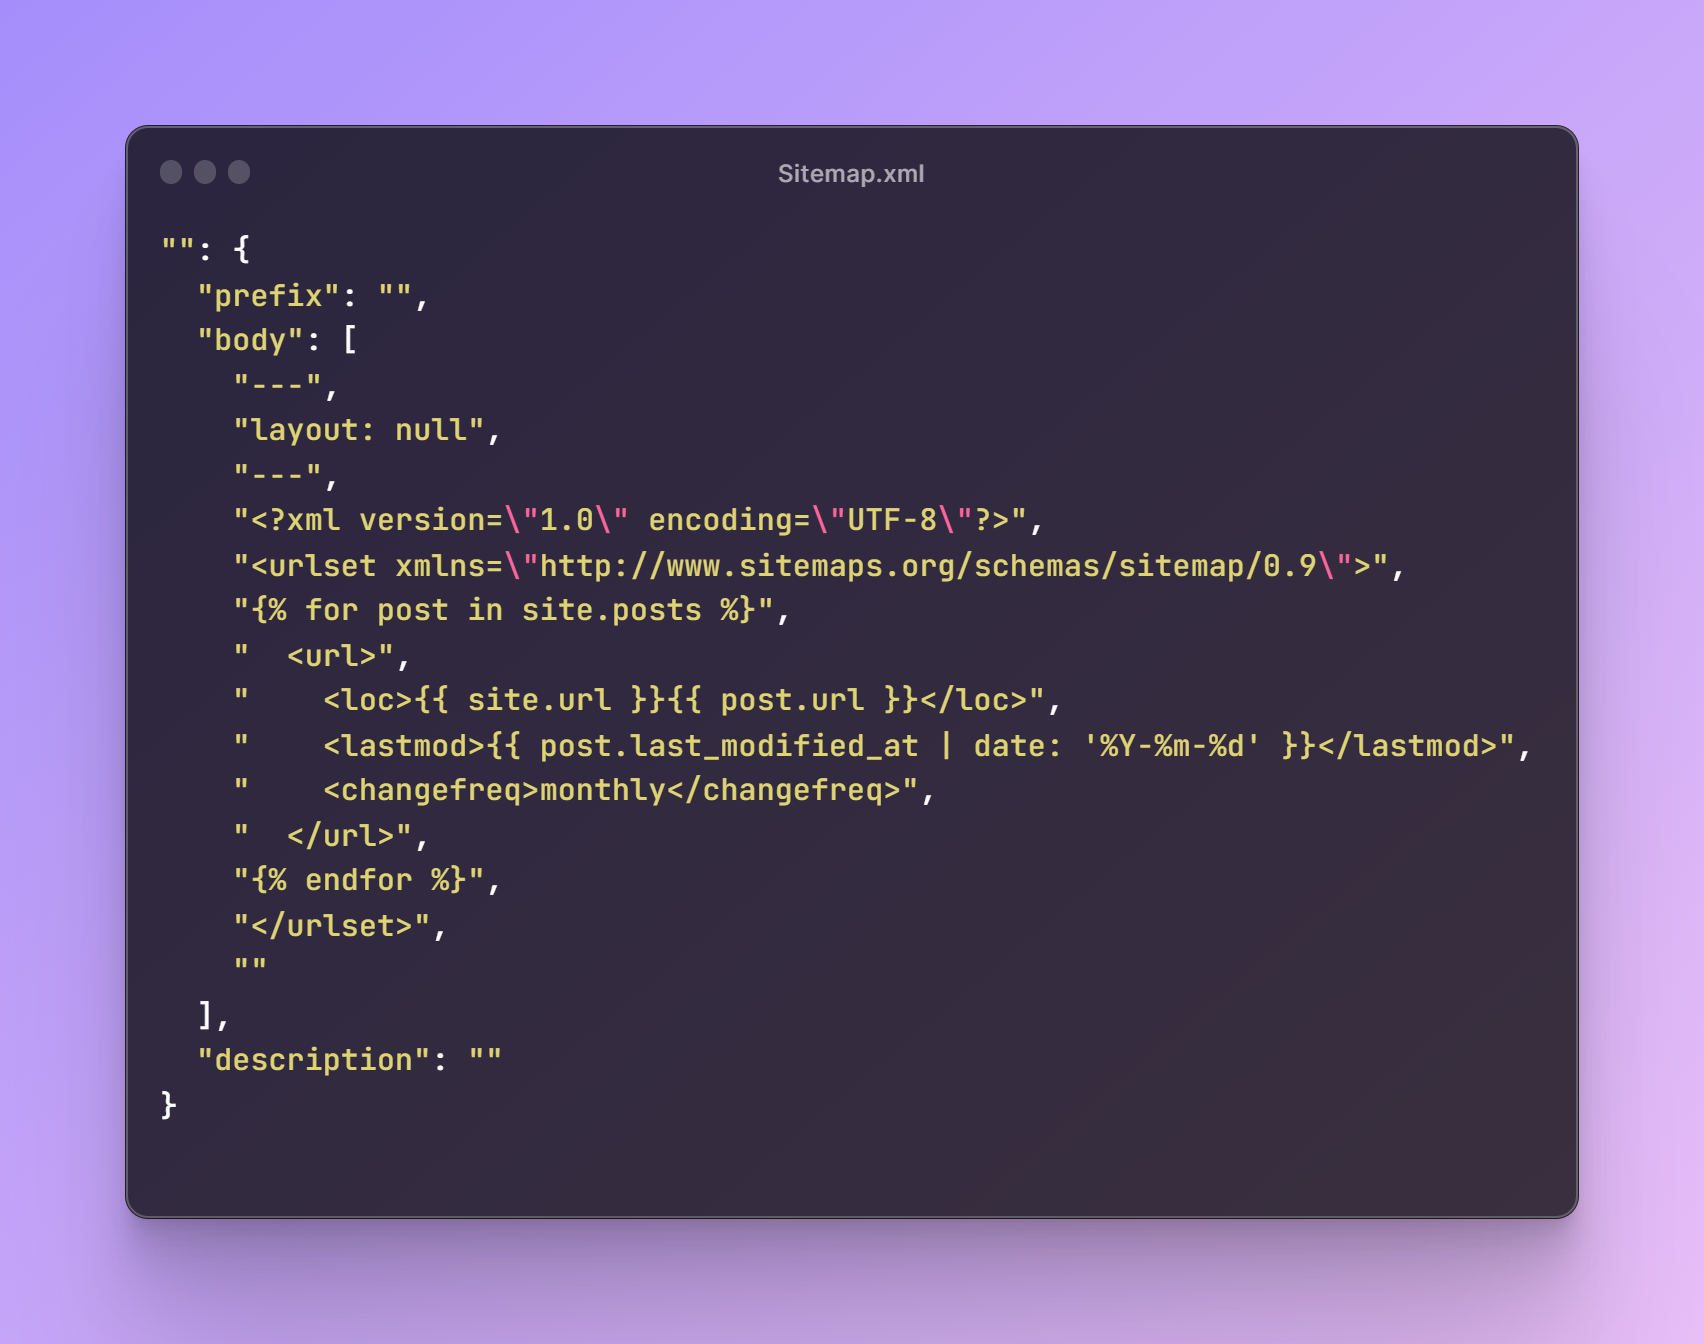 Sitemap.xml
"": {
  "prefix": "",
  "body": [
    "---",
    "layout: null",
    "---",
    "<?xml version=\"1.0\" encoding=\"UTF-8\"?>",
    "<urlset xmlns=\"http://www.sitemaps.org/schemas/sitemap/0.9\">",
    "{% for post in site.posts %}",
    "  <url>",
    "    <loc>{{ site.url }}{{ post.url }}</loc>",
    "    <lastmod>{{ post.last_modified_at | date: '%Y-%m-%d' }}</lastmod>",
    "    <changefreq>monthly</changefreq>",
    "  </url>",
    "{% endfor %}",
    "</urlset>",
    ""
  ],
  "description": ""
}